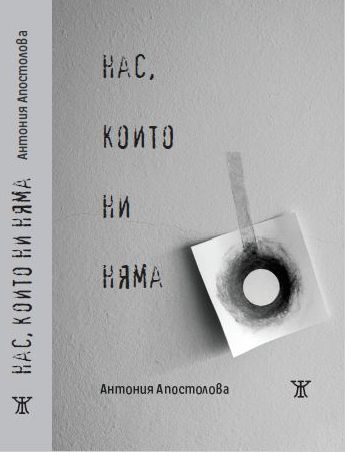 НАС,
КОИТО
НИ
НЯМА
Антония Апостолова
Ж
НАС, КОИТО НИ НЯМА
Антония Апостолова
Ж